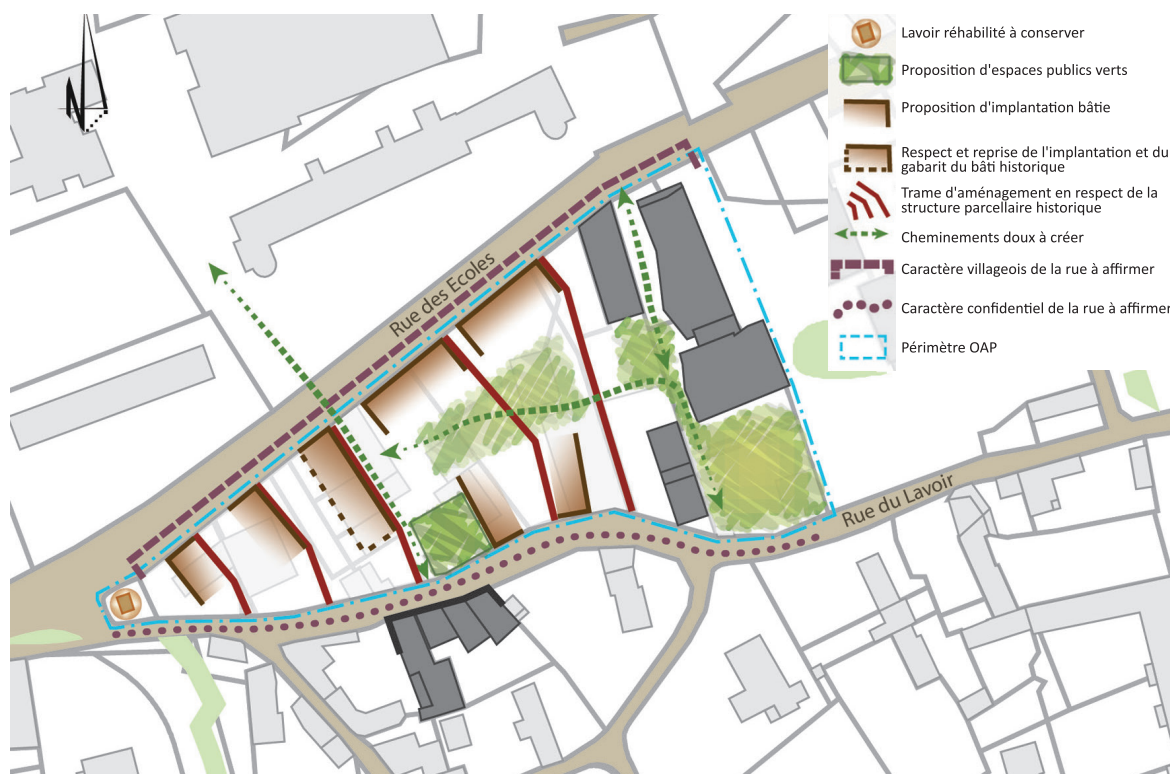 Lavoir réhabilité à conserver
Proposition d'espaces publics verts
Proposition d'implantation bâtie
Respect et reprise de l'implantation et du
gabarit du bâti historique
Trame d'aménagement en respect de la
structure parcellaire historique
Cheminements doux à créer
Caractère villageois de la rue à affirmer
Caractère confidentiel de la rue à affirmer
Périmètre OAP
N
Rue des Ecoles
Rue du Lavoir